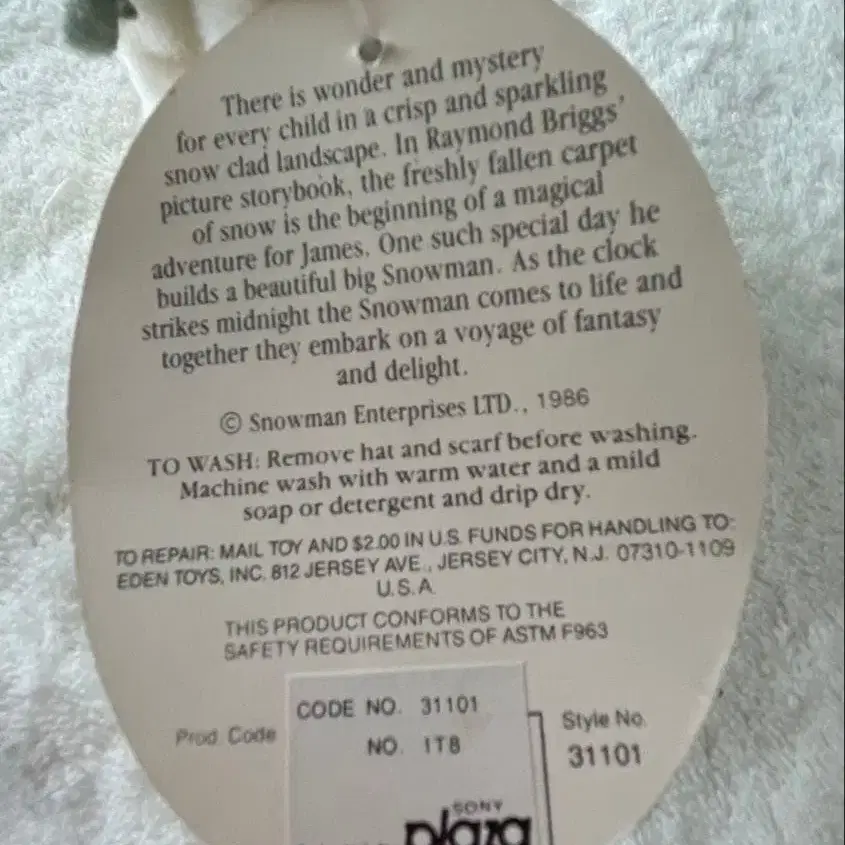 There is wonder and mystery
for every child in a crisp and sparkling
snow clad landscape. In Raymond Briggs'
picture storybook, the freshly fallen carpet
of snow is the beginning of a magical
adventure for James. One such special day he
builds a beautiful big Snowman. As the clock
strikes midnight the Snowman comes to life and
together they embark on a voyage of fantasy
and delight.
© Snowman Enterprises LTD., 1986
TO WASH: Remove hat and scarf before washing.
Machine wash with warm water and a mild
soap or detergent and drip dry.
TO REPAIR: MAIL TOY AND $2.00 IN U.S. FUNDS FOR HANDLING TO:
EDEN TOYS, INC. 812 JERSEY AVE., JERSEY CITY, N.J. 07310-1109
U.S.A.
THIS PRODUCT CONFORMS TO THE
SAFETY REQUIREMENTS OF ASTM F963
Prod. Code
CODE NO. 31101
NO. 1T8
SONY
plaza
Style No.
31101